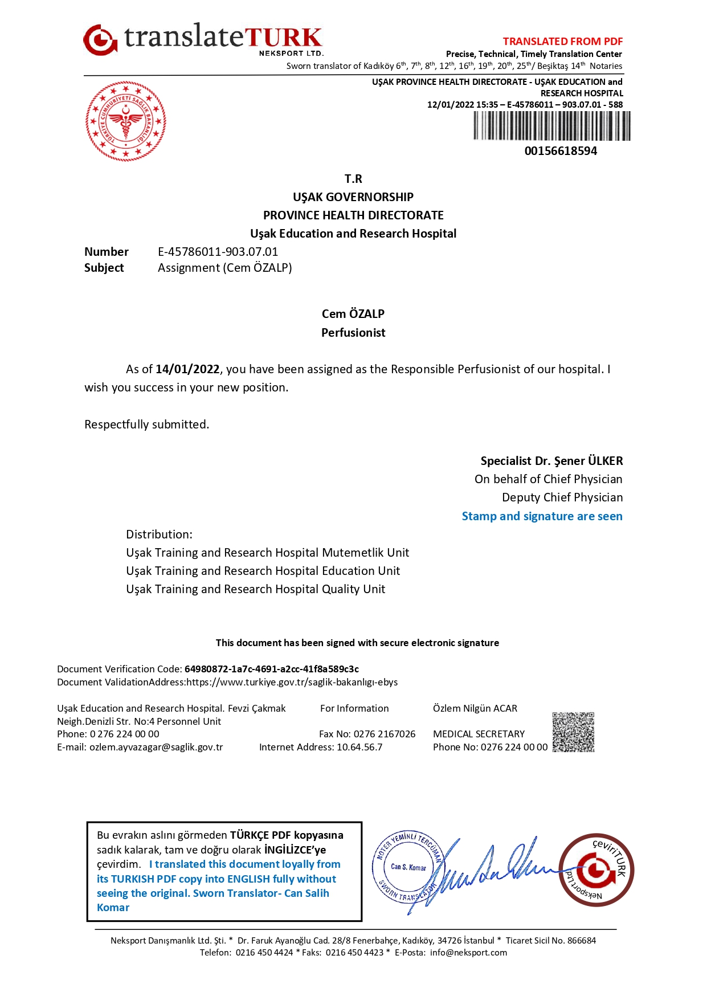 translateTURK
NEKSPORT LTD.
TRANSLATED FROM PDF
Precise, Technical, Timely Translation Center
Sworn translator of Kadıköy 6th, 7th, 8th, 12th, 16th, 19th, 20th, 25th/ Beşiktaş 14th Notaries
UŞAK PROVINCE HEALTH DIRECTORATE - UŞAK EDUCATION and
RESEARCH HOSPITAL
12/01/2022 15:35 – E-45786011 – 903.07.01 - 588
TÜRKİYE CUMHURİYETİ SAĞLIK BAKANLIĞI
00156618594
T.R
UŞAK GOVERNORSHIP
PROVINCE HEALTH DIRECTORATE
Uşak Education and Research Hospital
Number E-45786011-903.07.01
Subject Assignment (Cem ÖZALP)
Cem ÖZALP
Perfusionist
As of 14/01/2022, you have been assigned as the Responsible Perfusionist of our hospital. I
wish you success in your new position.
Respectfully submitted.
Specialist Dr. Şener ÜLKER
On behalf of Chief Physician
Deputy Chief Physician
Stamp and signature are seen
Distribution:
Uşak Training and Research Hospital Mutemetlik Unit
Uşak Training and Research Hospital Education Unit
Uşak Training and Research Hospital Quality Unit
This document has been signed with secure electronic signature
Document Verification Code: 64980872-1a7c-4691-a2cc-41f8a589c3c
Document ValidationAddress:https://www.turkiye.gov.tr/saglik-bakanlıgı-ebys
Uşak Education and Research Hospital. Fevzi Çakmak For Information Özlem Nilgün ACAR
Neigh.Denizli Str. No:4 Personnel Unit
Phone: 0 276 224 00 00 Fax No: 0276 2167026 MEDICAL SECRETARY
E-mail: ozlem.ayvazagar@saglik.gov.tr Internet Address: 10.64.56.7 Phone No: 0276 224 00 00
Bu evrakın aslını görmeden TÜRKÇE PDF kopyasına
sadık kalarak, tam ve doğru olarak İNGİLİZCE’ye
çevirdim. I translated this document loyally from
its TURKISH PDF copy into ENGLISH fully without
seeing the original. Sworn Translator- Can Salih
Komar
NOTER YEMİNLİ TERCÜMAN
Can S. Komar
SWORN TRANSLATOR
çeviriTURK
Neksport Ltd
Neksport Danışmanlık Ltd. Şti. * Dr. Faruk Ayanoğlu Cad. 28/8 Fenerbahçe, Kadıköy, 34726 İstanbul * Ticaret Sicil No. 866684
Telefon: 0216 450 4424 * Faks: 0216 450 4423 * E-Posta: info@neksport.com